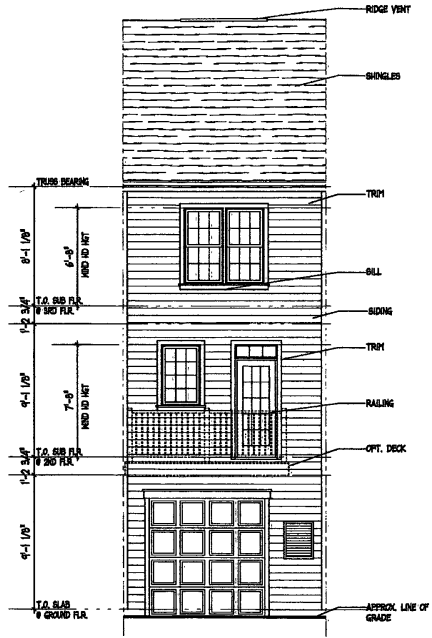 RIDGE VENT
SHINGLES
TRUSS BEARING
TRIM
8'-1 1/8"
6'-8"
WIND HD HGT
SILL
T.O. SUB FLR.
@ 3RD FLR.
SIDING
1'-2 3/4"
TRIM
9'-1 1/8"
7'-8"
WIND HD HGT
RAILING
OPT. DECK
T.O. SUB FLR.
@ 2ND FLR.
1'-2 3/4"
9'-1 1/8"
T.O. SLAB
@ GROUND FLR.
APPROX. LINE OF
GRADE